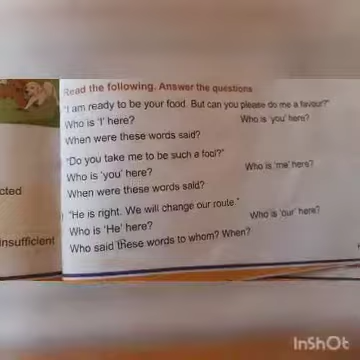 Read the following. Answer the questions
"I am ready to be your food. But can you please do me a favour?"
Who is 'I' here? Who is 'you' here?
When were these words said?
"Do you take me to be such a fool?"
Who is 'you' here? Who is 'me' here?
When were these words said?
"He is right. We will change our route."
Who is 'He' here? Who is 'our' here?
Who said these words to whom? When?
cted
insufficient
InShOt